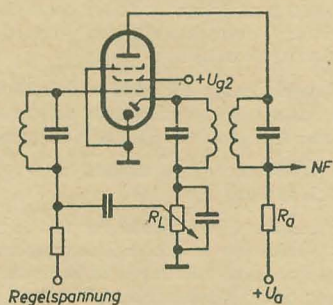 +Ug2
NF
RL
Ra
Regelspannung
+Ua